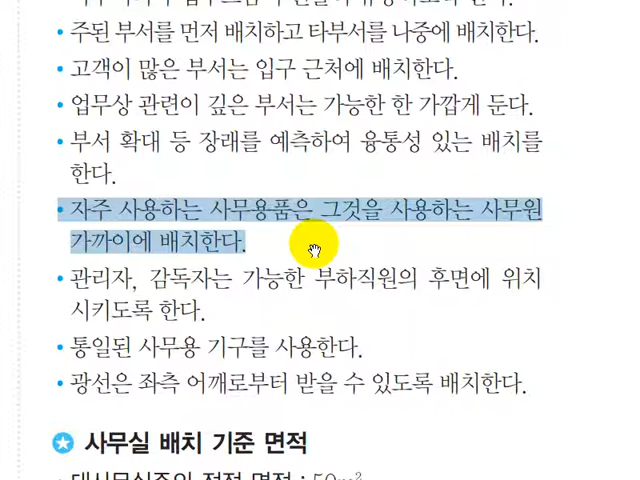 • 주된 부서를 먼저 배치하고 타부서를 나중에 배치한다.
• 고객이 많은 부서는 입구 근처에 배치한다.
• 업무상 관련이 깊은 부서는 가능한 한 가깝게 둔다.
• 부서 확대 등 장래를 예측하여 융통성 있는 배치를
한다.
• 자주 사용하는 사무용품은 그것을 사용하는 사무원
가까이에 배치한다.
• 관리자, 감독자는 가능한 부하직원의 후면에 위치
시키도록 한다.
• 통일된 사무용 기구를 사용한다.
• 광선은 좌측 어깨로부터 받을 수 있도록 배치한다.
사무실 배치 기준 면적